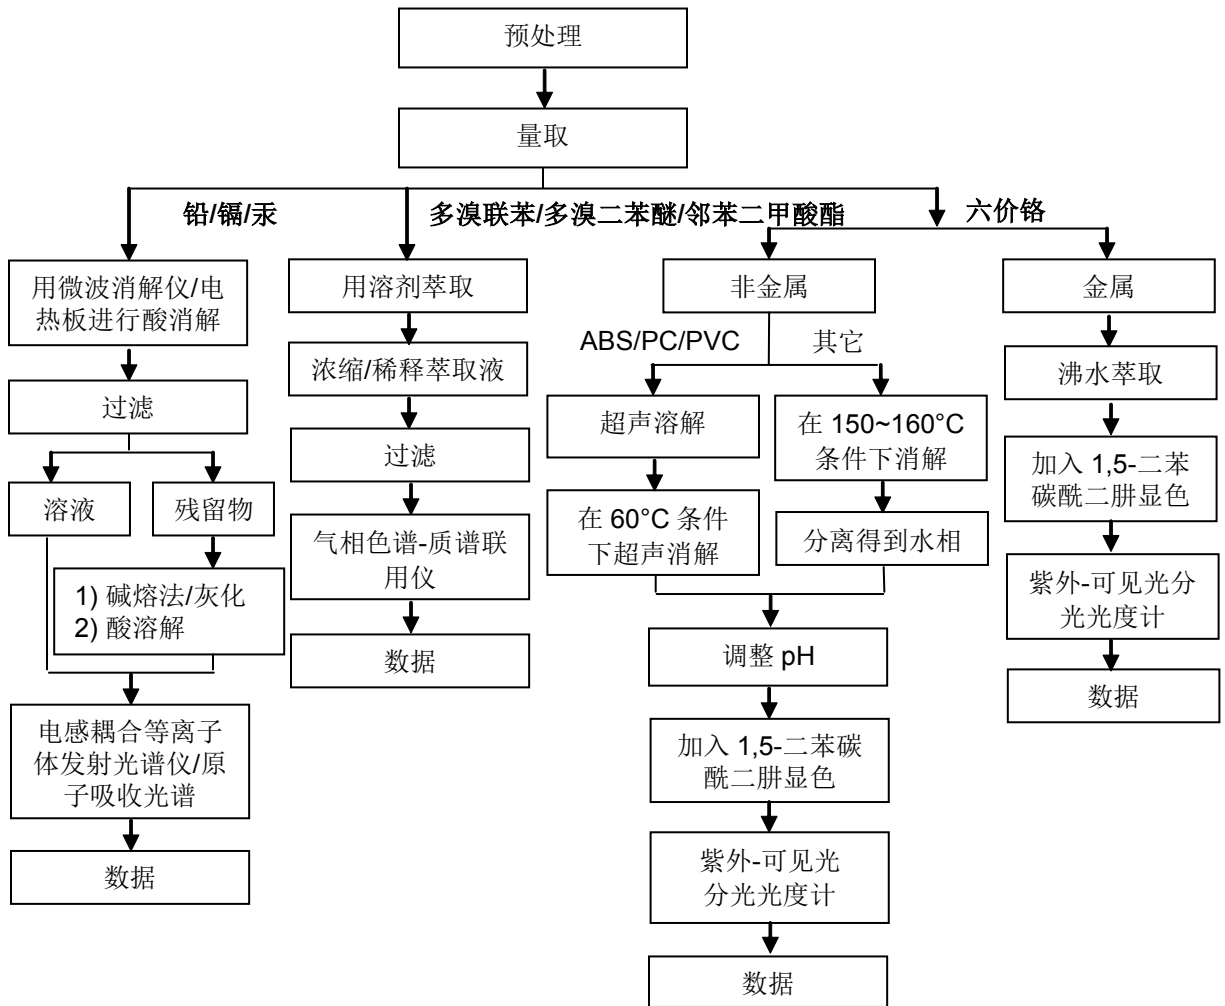 预处理
量取
铅/镉/汞
多溴联苯/多溴二苯醚/邻苯二甲酸酯
六价铬
用微波消解仪/电
热板进行酸消解
过滤
溶液
残留物
1) 碱熔法/灰化
2) 酸溶解
电感耦合等离子
体发射光谱仪/原
子吸收光谱
数据
用溶剂萃取
浓缩/稀释萃取液
过滤
气相色谱-质谱联
用仪
数据
非金属
ABS/PC/PVC
其它
超声溶解
在 60°C 条件
下超声消解
在 150~160°C
条件下消解
分离得到水相
调整 pH
加入 1,5-二苯碳
酰二肼显色
紫外-可见光
分光光度计
数据
金属
沸水萃取
加入 1,5-二苯
碳酰二肼显色
紫外-可见光分
光光度计
数据